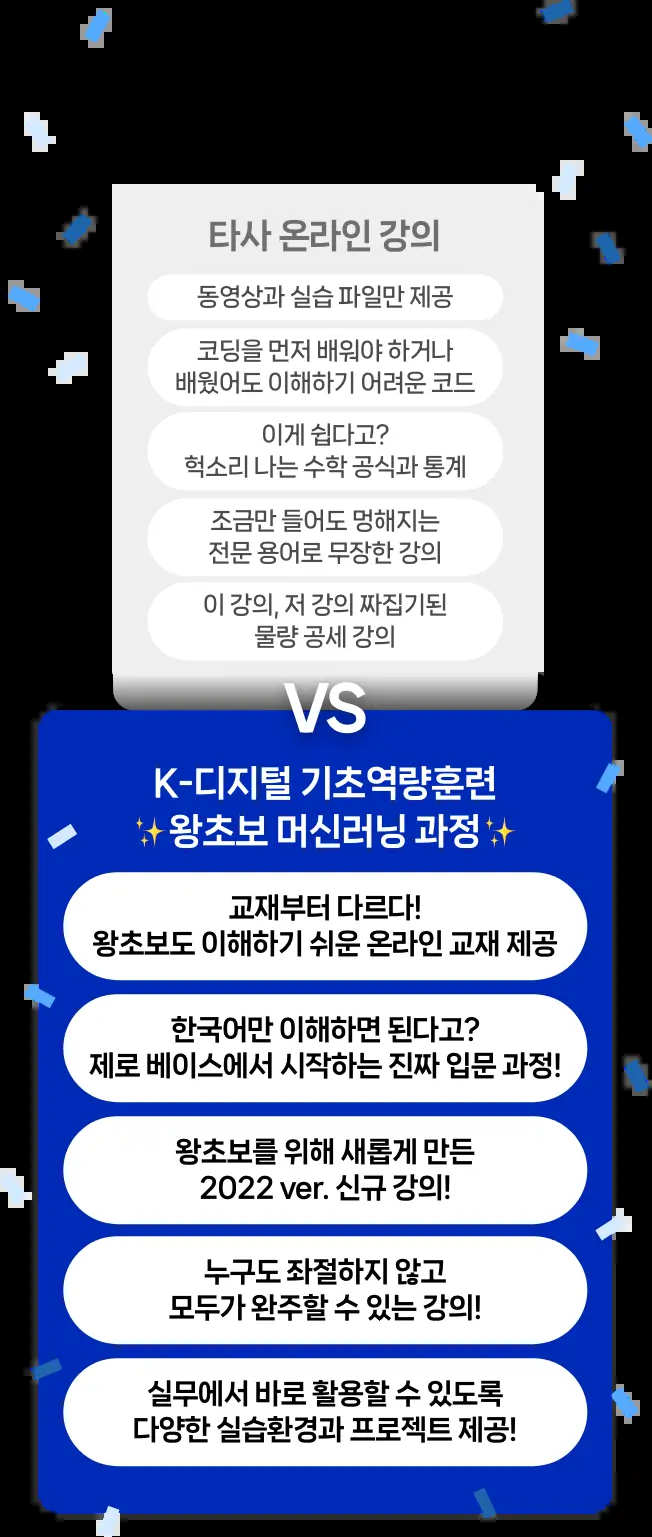 타사 온라인 강의
동영상과 실습 파일만 제공
코딩을 먼저 배워야 하거나
배웠어도 이해하기 어려운 코드
이게 쉽다고?
헉소리 나는 수학 공식과 통계
조금만 들어도 멍해지는
전문 용어로 무장한 강의
이 강의, 저 강의 짜집기된
물량 공세 강의
VS
K-디지털 기초역량훈련
✨왕초보 머신러닝 과정✨
교재부터 다르다!
왕초보도 이해하기 쉬운 온라인 교재 제공
한국어만 이해하면 된다고?
제로 베이스에서 시작하는 진짜 입문 과정!
왕초보를 위해 새롭게 만든
2022 ver. 신규 강의!
누구도 좌절하지 않고
모두가 완주할 수 있는 강의!
실무에서 바로 활용할 수 있도록
다양한 실습환경과 프로젝트 제공!